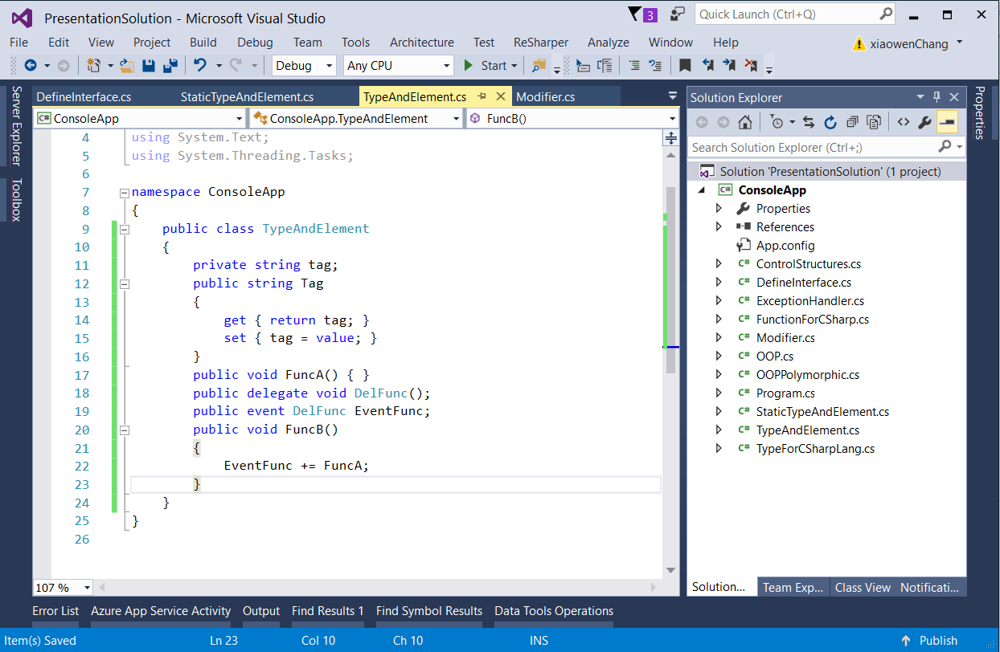 PresentationSolution - Microsoft Visual Studio
3
Quick Launch (Ctrl+Q)
File Edit View Project Build Debug Team Tools Architecture Test ReSharper Analyze Window Help
xiaowenChang
Debug Any CPU Start
Server Explorer
Toolbox
DefineInterface.cs StaticTypeAndElement.cs TypeAndElement.cs Modifier.cs
C# ConsoleApp ConsoleApp.TypeAndElement FuncB()
4 using System.Text;
5 using System.Threading.Tasks;
6
7 namespace ConsoleApp
8 {
9 public class TypeAndElement
10 {
11 private string tag;
12 public string Tag
13 {
14 get { return tag; }
15 set { tag = value; }
16 }
17 public void FuncA() { }
18 public delegate void DelFunc();
19 public event DelFunc EventFunc;
20 public void FuncB()
21 {
22 EventFunc += FuncA;
23 }
24 }
25 }
26
107 %
Solution Explorer
Search Solution Explorer (Ctrl+;)
Solution 'PresentationSolution' (1 project)
C# ConsoleApp
Properties
References
App.config
C# ControlStructures.cs
C# DefineInterface.cs
C# ExceptionHandler.cs
C# FunctionForCSharp.cs
C# Modifier.cs
C# OOP.cs
C# OOPPolymorphic.cs
C# Program.cs
C# StaticTypeAndElement.cs
C# TypeAndElement.cs
C# TypeForCSharpLang.cs
Solution... Team Exp... Class View Notificati...
Properties
Error List Azure App Service Activity Output Find Results 1 Find Symbol Results Data Tools Operations
Item(s) Saved Ln 23 Col 10 Ch 10 INS Publish